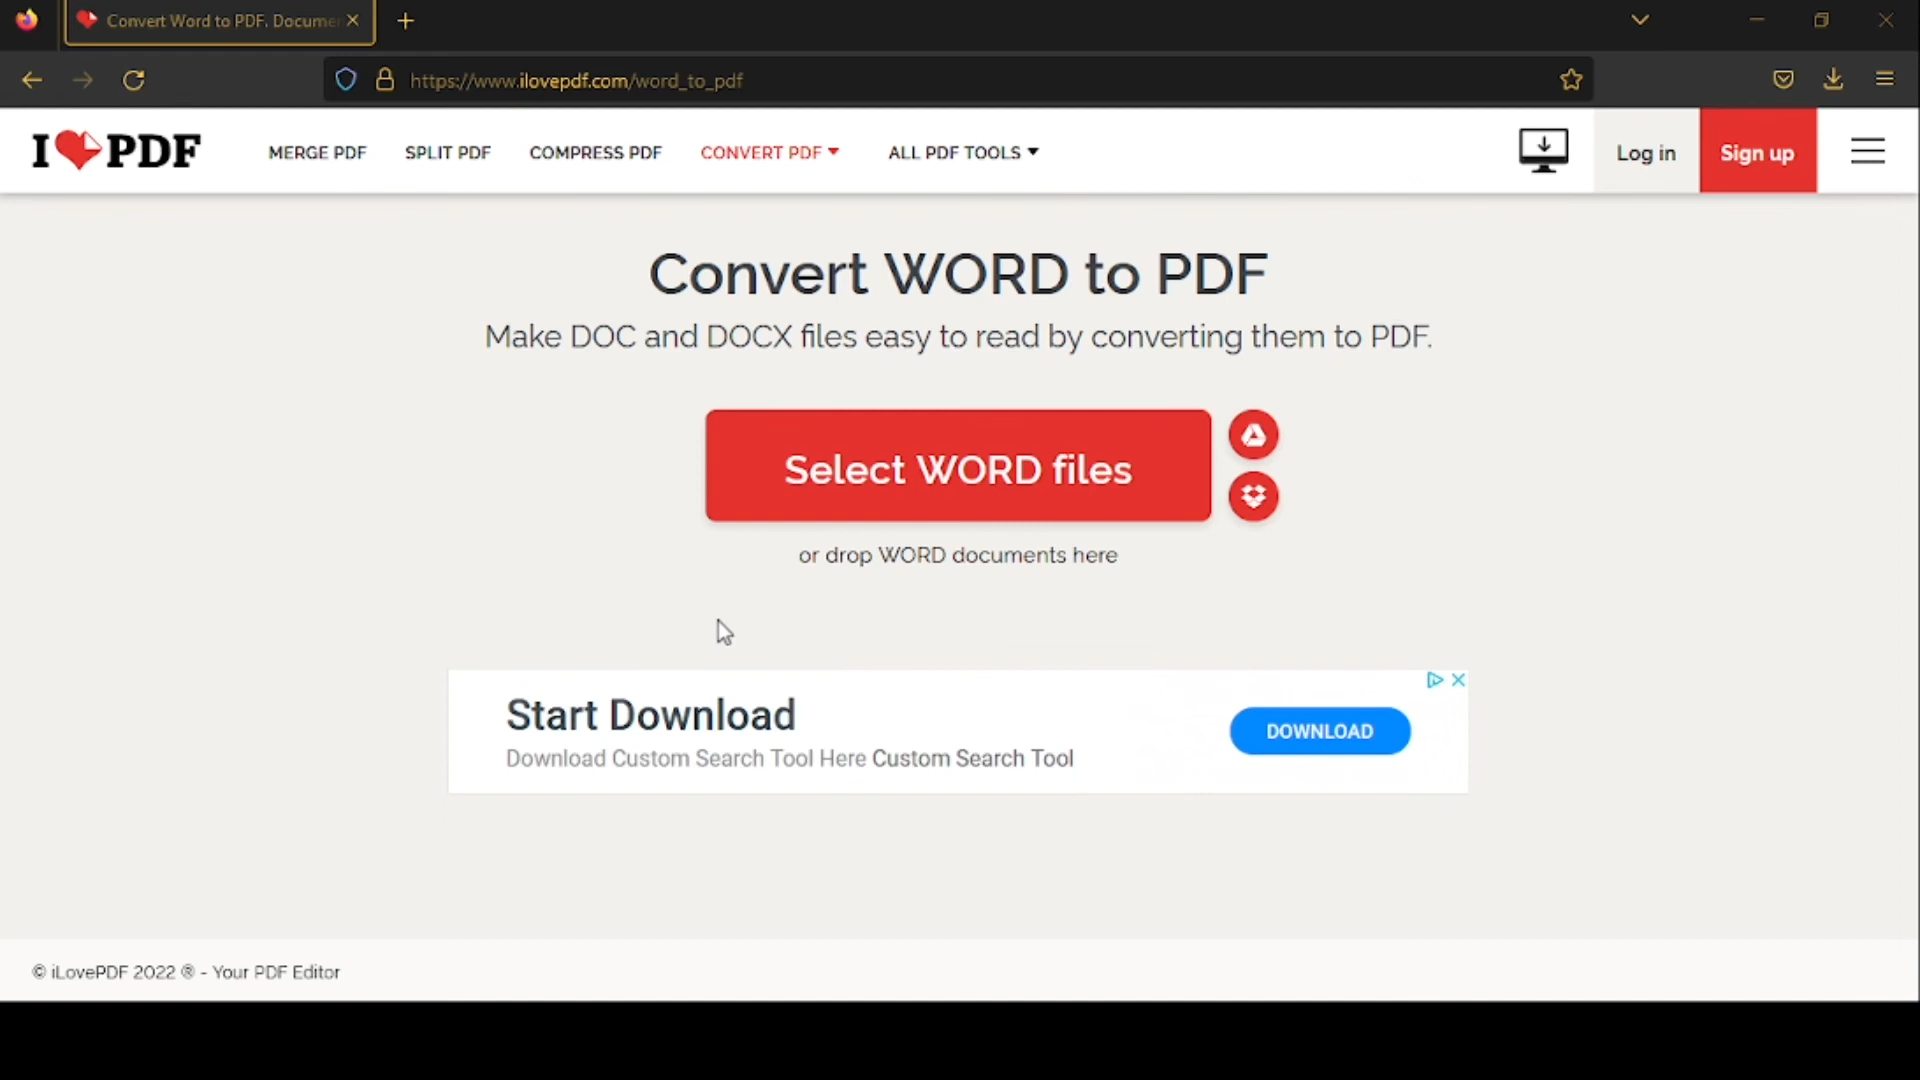 Convert Word to PDF. Docume
https://www.ilovepdf.com/word_to_pdf
I PDF
MERGE PDF
SPLIT PDF
COMPRESS PDF
CONVERT PDF
ALL PDF TOOLS
Log in
Sign up
Convert WORD to PDF
Make DOC and DOCX files easy to read by converting them to PDF.
Select WORD files
or drop WORD documents here
Start Download
Download Custom Search Tool Here Custom Search Tool
DOWNLOAD
© iLovePDF 2022 ® - Your PDF Editor